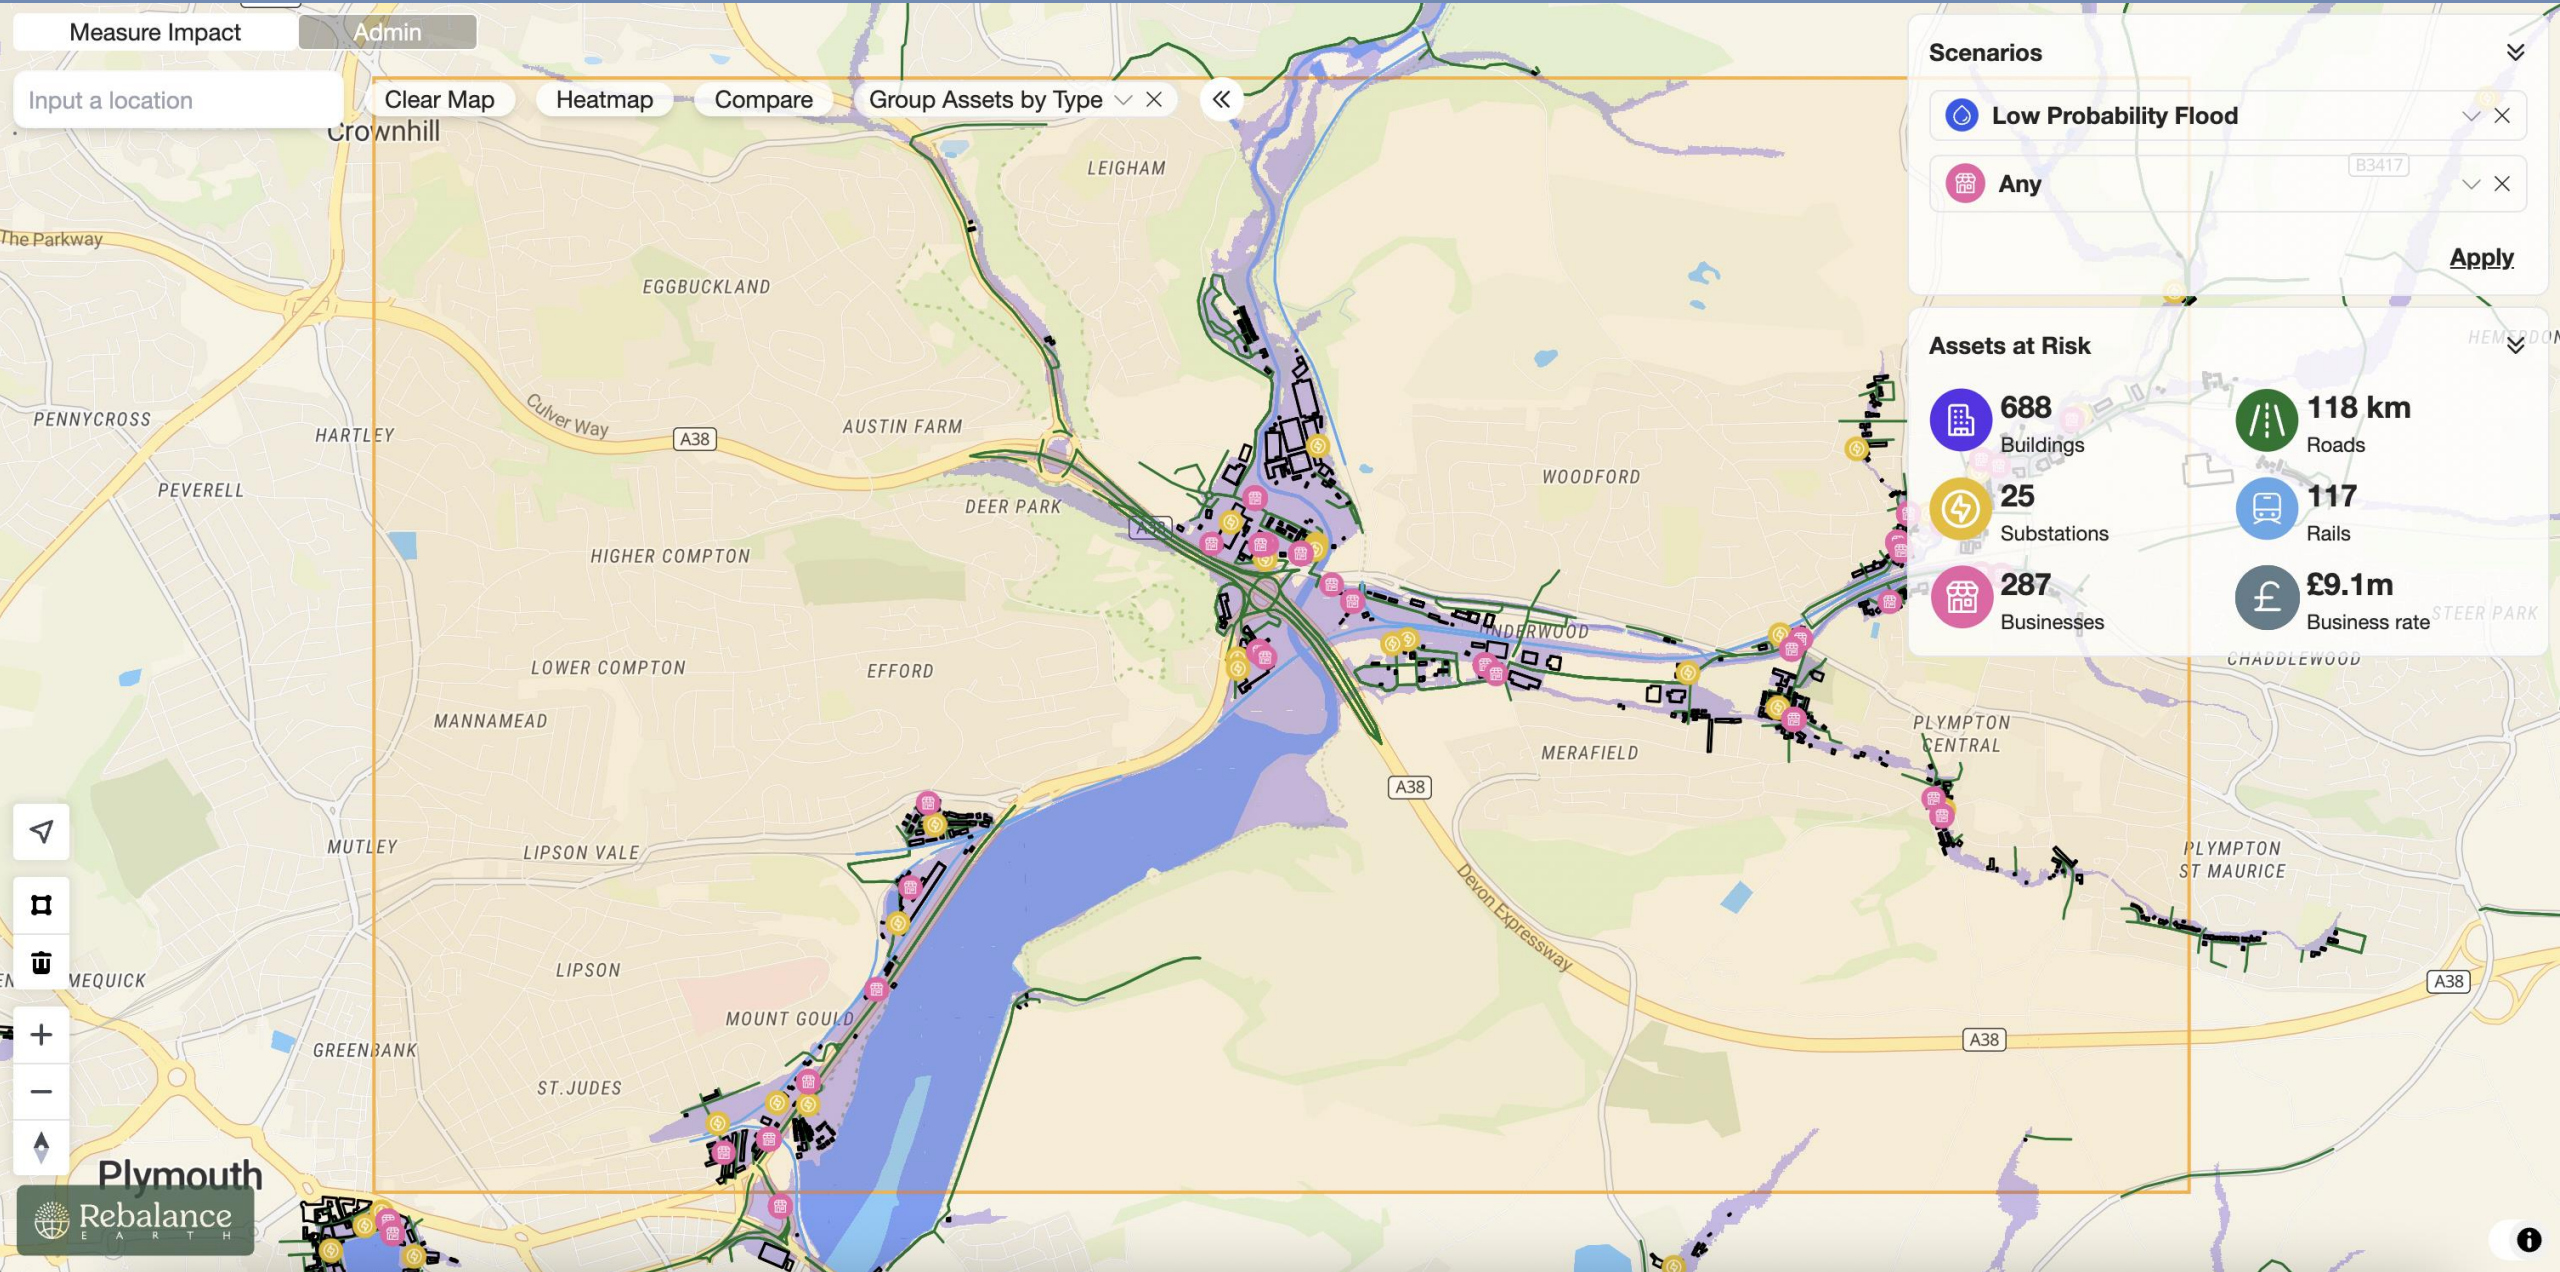 Measure Impact
Admin
Input a location
Clear Map
Heatmap
Compare
Group Assets by Type
Scenarios
Low Probability Flood
Any
Apply
Assets at Risk
688
Buildings
118 km
Roads
25
Substations
117
Rails
287
Businesses
£9.1m
Business rate
Crownhill
The Parkway
LEIGHAM
B3417
EGGBUCKLAND
Culver Way
A38
AUSTIN FARM
PENNYCROSS
HARTLEY
PEVERELL
DEER PARK
A38
WOODFORD
HIGHER COMPTON
LOWER COMPTON
EFFORD
UNDERWOOD
STEER PARK
CHADDLEWOOD
MANNAMEAD
MERAFIELD
PLYMPTON
CENTRAL
A38
MUTLEY
LIPSON VALE
PLYMPTON
ST MAURICE
Devon Expressway
LIPSON
MEQUICK
A38
MOUNT GOULD
GREENBANK
A38
ST.JUDES
Plymouth
Rebalance
EARTH